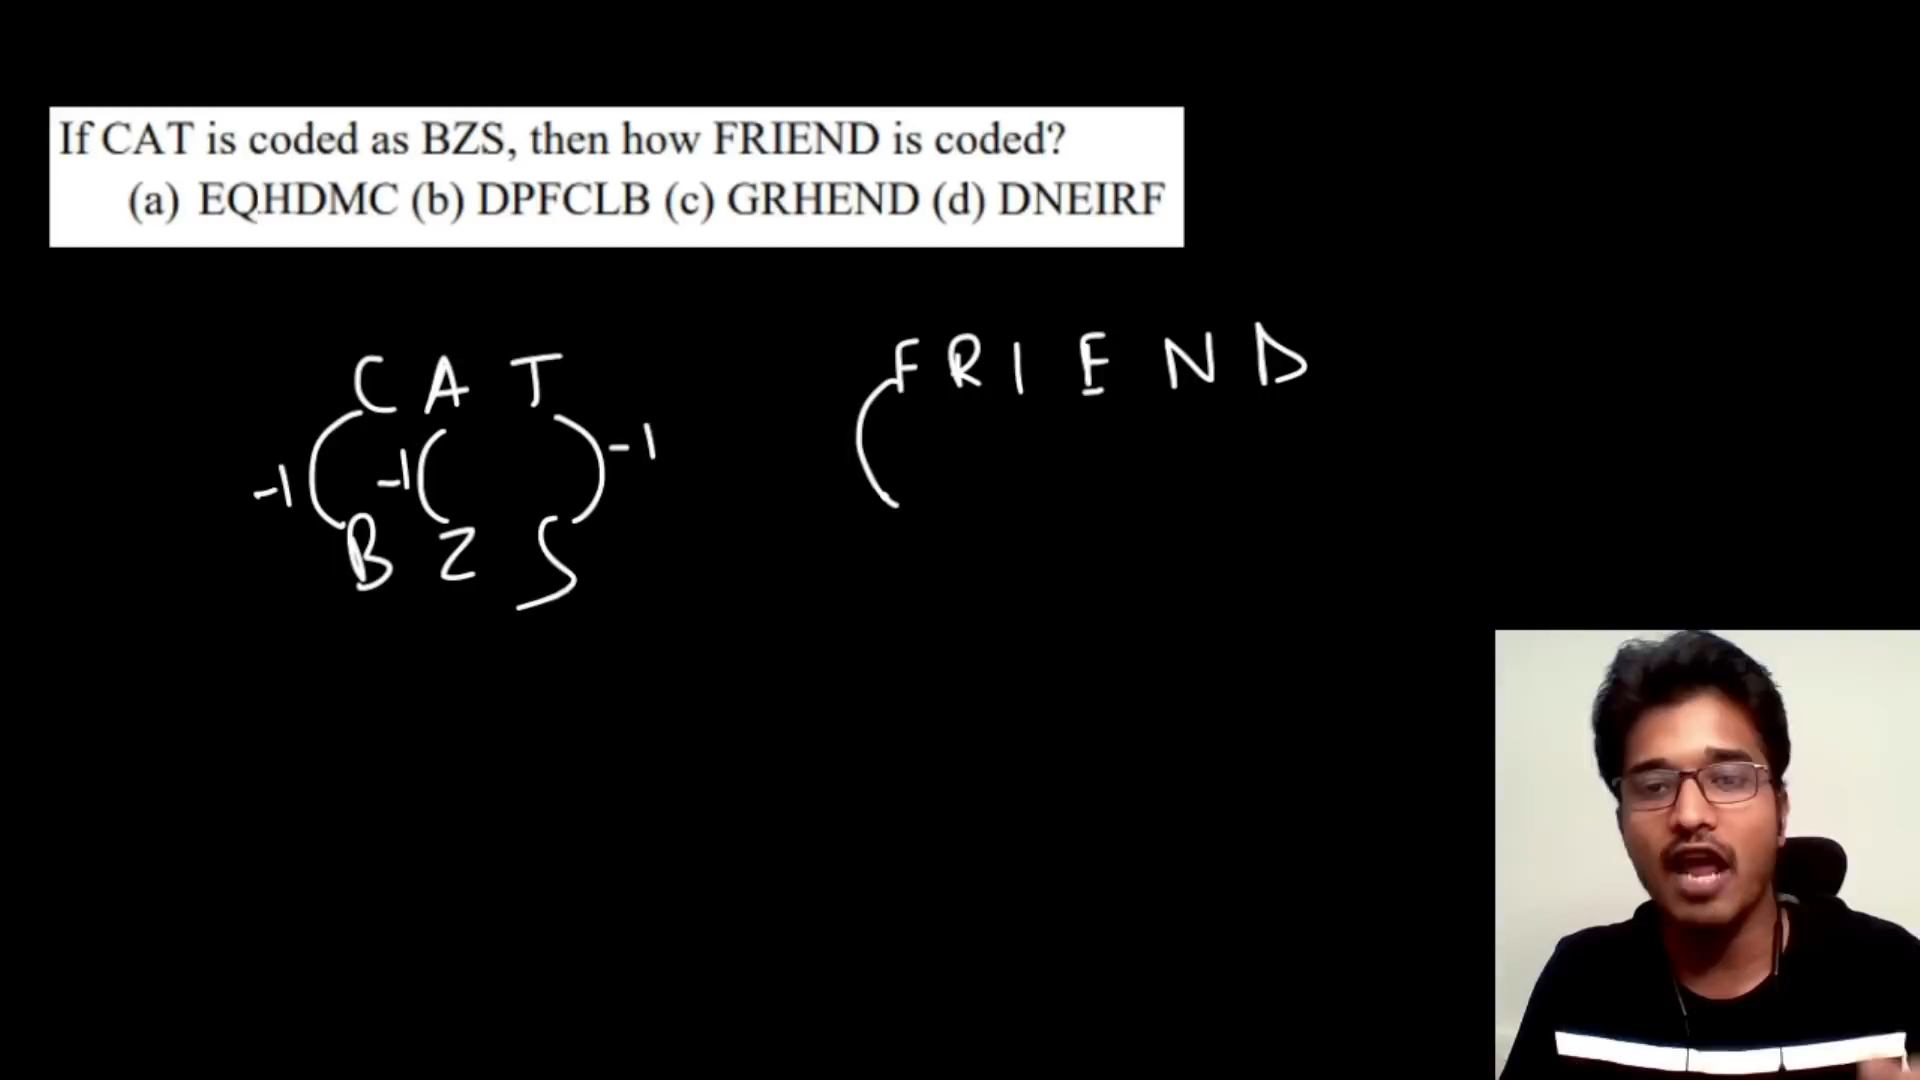 If CAT is coded as BZS, then how FRIEND is coded?
(a) EQHDMC (b) DPFCLB (c) GRHEND (d) DNEIRF
C A T
F R I E N D
-1 -1 -1
B Z S